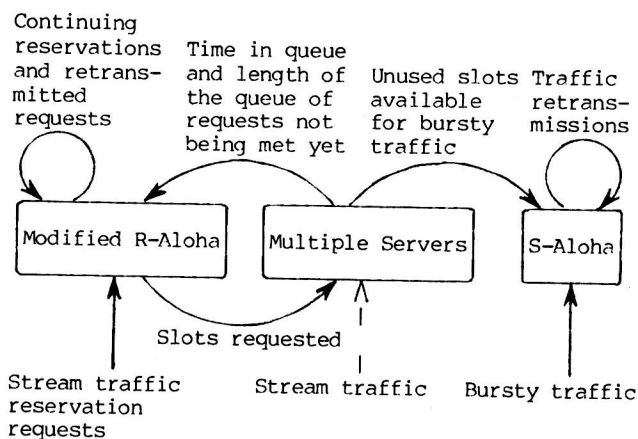 Continuing
reservations
and retrans-
mitted
requests
Time in queue
and length of
the queue of
requests not
being met yet
Unused slots
available
for bursty
traffic
Traffic
retrans-
missions
Modified R-Aloha
Multiple Servers
S-Aloha
Slots requested
Stream traffic
reservation
requests
Stream traffic
Bursty traffic